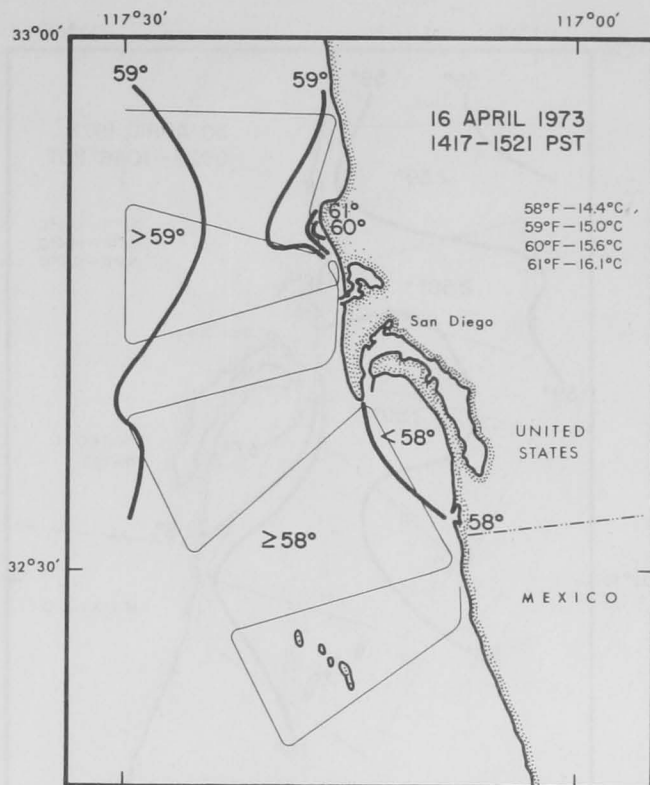 117°30′
117°00′
33°00′
59°
59°
16 APRIL 1973
1417–1521 PST
58°F–14.4°C
59°F–15.0°C
60°F–15.6°C
61°F–16.1°C
61°
60°
>59°
San Diego
<58°
UNITED
STATES
58°
≥58°
32°30′
MEXICO